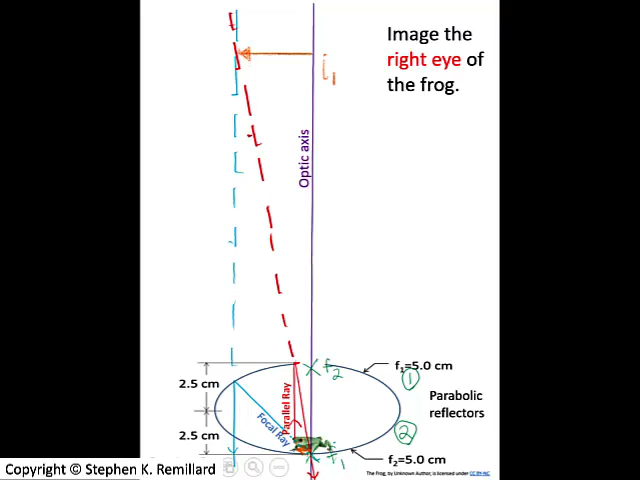 Image the
right eye of
the frog.
i₁
Optic axis
f₂
f₁=5.0 cm
①
2.5 cm
Parallel Ray
Focal Ray
Parabolic
reflectors
2.5 cm
②
f₁
f₂=5.0 cm
Copyright © Stephen K. Remillard
The Frog, by Unknown Author, is licensed under CC BY-NC